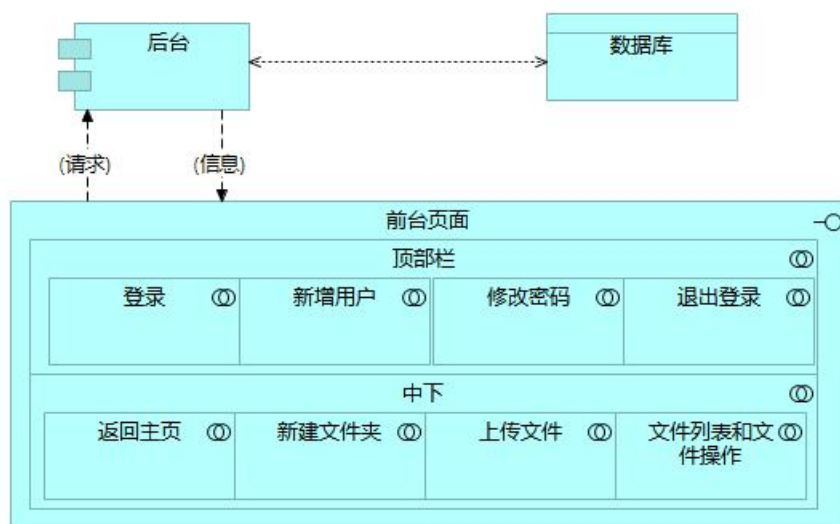 后台
数据库
(请求)
(信息)
前台页面
顶部栏
登录
新增用户
修改密码
退出登录
中下
返回主页
新建文件夹
上传文件
文件列表和文
件操作